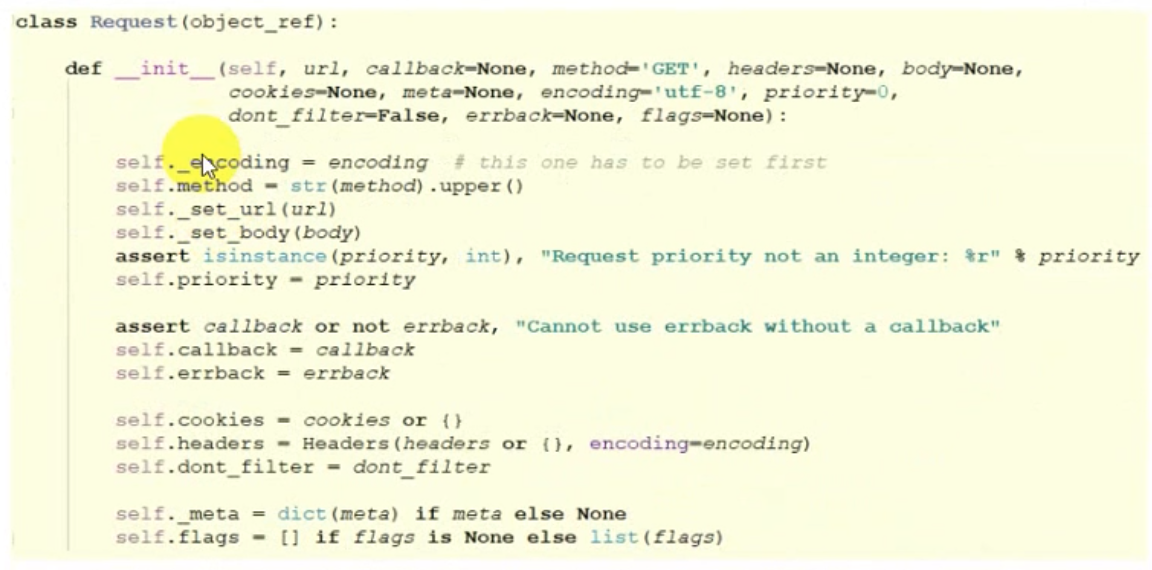 class Request(object_ref):
def __init__(self, url, callback=None, method='GET', headers=None, body=None,
cookies=None, meta=None, encoding='utf-8', priority=0,
dont_filter=False, errback=None, flags=None):
self._encoding = encoding  # this one has to be set first
self.method = str(method).upper()
self._set_url(url)
self._set_body(body)
assert isinstance(priority, int), "Request priority not an integer: %r" % priority
self.priority = priority
assert callback or not errback, "Cannot use errback without a callback"
self.callback = callback
self.errback = errback
self.cookies = cookies or {}
self.headers = Headers(headers or {}, encoding=encoding)
self.dont_filter = dont_filter
self._meta = dict(meta) if meta else None
self.flags = [] if flags is None else list(flags)